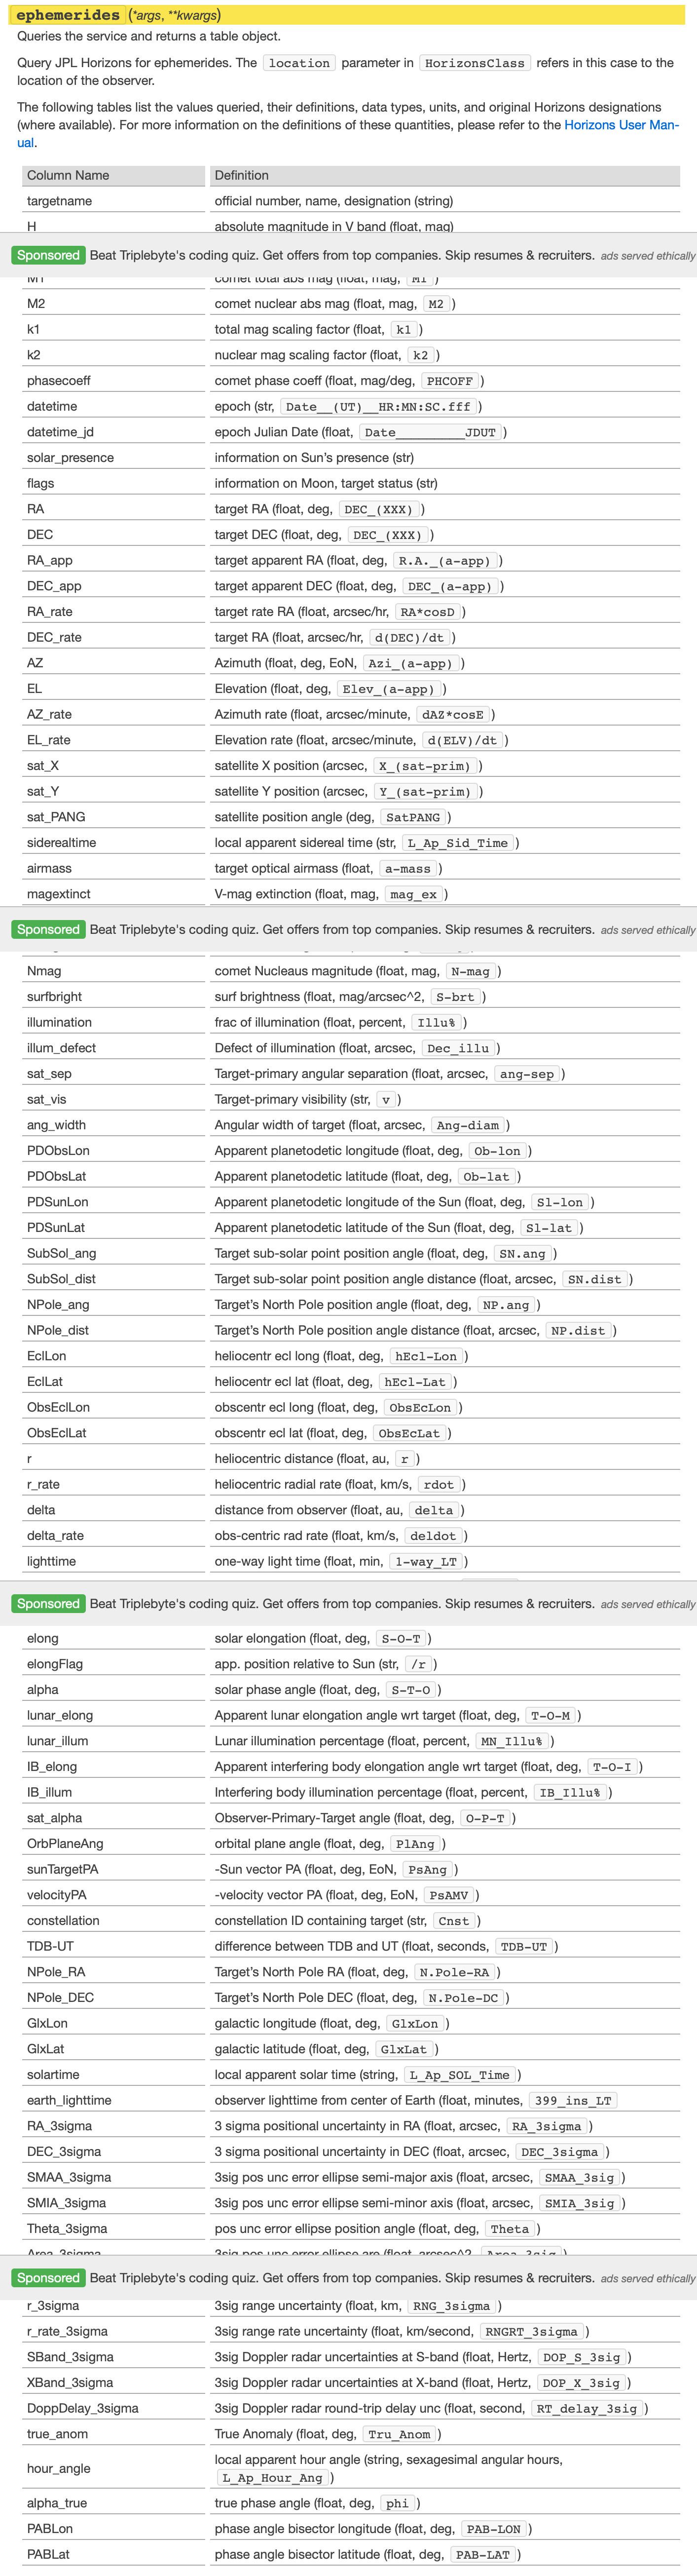 ephemerides (*args, **kwargs)
Queries the service and returns a table object.
Query JPL Horizons for ephemerides. The location parameter in HorizonsClass refers in this case to the
location of the observer.
The following tables list the values queried, their definitions, data types, units, and original Horizons designations
(where available). For more information on the definitions of these quantities, please refer to the Horizons User Man-
ual.
Column Name Definition
targetname official number, name, designation (string)
H absolute magnitude in V band (float, mag)
Sponsored Beat Triplebyte's coding quiz. Get offers from top companies. Skip resumes & recruiters. ads served ethically
M1 comet total abs mag (float, mag, M1 )
M2 comet nuclear abs mag (float, mag, M2 )
k1 total mag scaling factor (float, k1 )
k2 nuclear mag scaling factor (float, k2 )
phasecoeff comet phase coeff (float, mag/deg, PHCOFF )
datetime epoch (str, Date__(UT)__HR:MN:SC.fff )
datetime_jd epoch Julian Date (float, Date_________JDUT )
solar_presence information on Sun’s presence (str)
flags information on Moon, target status (str)
RA target RA (float, deg, DEC_(XXX) )
DEC target DEC (float, deg, DEC_(XXX) )
RA_app target apparent RA (float, deg, R.A._(a-app) )
DEC_app target apparent DEC (float, deg, DEC_(a-app) )
RA_rate target rate RA (float, arcsec/hr, RA*cosD )
DEC_rate target RA (float, arcsec/hr, d(DEC)/dt )
AZ Azimuth (float, deg, EoN, Azi_(a-app) )
EL Elevation (float, deg, Elev_(a-app) )
AZ_rate Azimuth rate (float, arcsec/minute, dAZ*cosE )
EL_rate Elevation rate (float, arcsec/minute, d(ELV)/dt )
sat_X satellite X position (arcsec, X_(sat-prim) )
sat_Y satellite Y position (arcsec, Y_(sat-prim) )
sat_PANG satellite position angle (deg, SatPANG )
siderealtime local apparent sidereal time (str, L_Ap_Sid_Time )
airmass target optical airmass (float, a-mass )
magextinct V-mag extinction (float, mag, mag_ex )
Sponsored Beat Triplebyte's coding quiz. Get offers from top companies. Skip resumes & recruiters. ads served ethically
Nmag comet Nucleaus magnitude (float, mag, N-mag )
surfbright surf brightness (float, mag/arcsec^2, S-brt )
illumination frac of illumination (float, percent, Illu% )
illum_defect Defect of illumination (float, arcsec, Dec_illu )
sat_sep Target-primary angular separation (float, arcsec, ang-sep )
sat_vis Target-primary visibility (str, v )
ang_width Angular width of target (float, arcsec, Ang-diam )
PDObsLon Apparent planetodetic longitude (float, deg, Ob-lon )
PDObsLat Apparent planetodetic latitude (float, deg, Ob-lat )
PDSunLon Apparent planetodetic longitude of the Sun (float, deg, Sl-lon )
PDSunLat Apparent planetodetic latitude of the Sun (float, deg, Sl-lat )
SubSol_ang Target sub-solar point position angle (float, deg, SN.ang )
SubSol_dist Target sub-solar point position angle distance (float, arcsec, SN.dist )
NPole_ang Target’s North Pole position angle (float, deg, NP.ang )
NPole_dist Target’s North Pole position angle distance (float, arcsec, NP.dist )
EclLon heliocentr ecl long (float, deg, hEcl-Lon )
EclLat heliocentr ecl lat (float, deg, hEcl-Lat )
ObsEclLon obscentr ecl long (float, deg, ObsEcLon )
ObsEclLat obscentr ecl lat (float, deg, ObsEcLat )
r heliocentric distance (float, au, r )
r_rate heliocentric radial rate (float, km/s, rdot )
delta distance from observer (float, au, delta )
delta_rate obs-centric rad rate (float, km/s, deldot )
lighttime one-way light time (float, min, 1-way_LT )
Sponsored Beat Triplebyte's coding quiz. Get offers from top companies. Skip resumes & recruiters. ads served ethically
elong solar elongation (float, deg, S-O-T )
elongFlag app. position relative to Sun (str, /r )
alpha solar phase angle (float, deg, S-T-O )
lunar_elong Apparent lunar elongation angle wrt target (float, deg, T-O-M )
lunar_illum Lunar illumination percentage (float, percent, MN_Illu% )
IB_elong Apparent interfering body elongation angle wrt target (float, deg, T-O-I )
IB_illum Interfering body illumination percentage (float, percent, IB_Illu% )
sat_alpha Observer-Primary-Target angle (float, deg, O-P-T )
OrbPlaneAng orbital plane angle (float, deg, PlAng )
sunTargetPA -Sun vector PA (float, deg, EoN, PsAng )
velocityPA -velocity vector PA (float, deg, EoN, PsAMV )
constellation constellation ID containing target (str, Cnst )
TDB-UT difference between TDB and UT (float, seconds, TDB-UT )
NPole_RA Target’s North Pole RA (float, deg, N.Pole-RA )
NPole_DEC Target’s North Pole DEC (float, deg, N.Pole-DC )
GlxLon galactic longitude (float, deg, GlxLon )
GlxLat galactic latitude (float, deg, GlxLat )
solartime local apparent solar time (string, L_Ap_SOL_Time )
earth_lighttime observer lighttime from center of Earth (float, minutes, 399_ins_LT
RA_3sigma 3 sigma positional uncertainty in RA (float, arcsec, RA_3sigma )
DEC_3sigma 3 sigma positional uncertainty in DEC (float, arcsec, DEC_3sigma )
SMAA_3sigma 3sig pos unc error ellipse semi-major axis (float, arcsec, SMAA_3sig )
SMIA_3sigma 3sig pos unc error ellipse semi-minor axis (float, arcsec, SMIA_3sig )
Theta_3sigma pos unc error ellipse position angle (float, deg, Theta )
Area_3sigma 3sig pos unc error ellipse are (float, arcsec^2, Area_3sig )
Sponsored Beat Triplebyte's coding quiz. Get offers from top companies. Skip resumes & recruiters. ads served ethically
r_3sigma 3sig range uncertainty (float, km, RNG_3sigma )
r_rate_3sigma 3sig range rate uncertainty (float, km/second, RNGRT_3sigma )
SBand_3sigma 3sig Doppler radar uncertainties at S-band (float, Hertz, DOP_S_3sig )
XBand_3sigma 3sig Doppler radar uncertainties at X-band (float, Hertz, DOP_X_3sig )
DoppDelay_3sigma 3sig Doppler radar round-trip delay unc (float, second, RT_delay_3sig )
true_anom True Anomaly (float, deg, Tru_Anom )
hour_angle local apparent hour angle (string, sexagesimal angular hours,
L_Ap_Hour_Ang )
alpha_true true phase angle (float, deg, phi )
PABLon phase angle bisector longitude (float, deg, PAB-LON )
PABLat phase angle bisector latitude (float, deg, PAB-LAT )